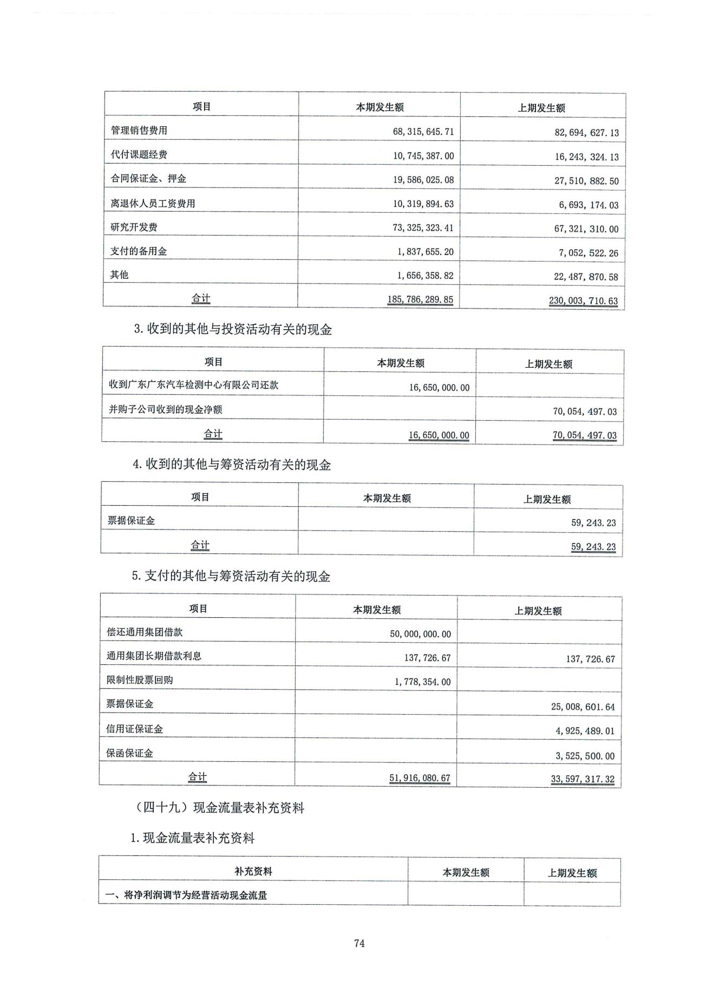 项目 本期发生额 上期发生额
管理销售费用 68,315,645.71 82,694,627.13
代付课题经费 10,745,387.00 16,243,324.13
合同保证金、押金 19,586,025.08 27,510,882.50
离退休人员工资费用 10,319,894.63 6,693,174.03
研究开发费 73,325,323.41 67,321,310.00
支付的备用金 1,837,655.20 7,052,522.26
其他 1,656,358.82 22,487,870.58
合计 185,786,289.85 230,003,710.63
3.收到的其他与投资活动有关的现金
项目 本期发生额 上期发生额
收到广东广东汽车检测中心有限公司还款 16,650,000.00
并购子公司收到的现金净额 70,054,497.03
合计 16,650,000.00 70,054,497.03
4.收到的其他与筹资活动有关的现金
项目 本期发生额 上期发生额
票据保证金 59,243.23
合计 59,243.23
5.支付的其他与筹资活动有关的现金
项目 本期发生额 上期发生额
偿还通用集团借款 50,000,000.00
通用集团长期借款利息 137,726.67 137,726.67
限制性股票回购 1,778,354.00
票据保证金 25,008,601.64
信用证保证金 4,925,489.01
保函保证金 3,525,500.00
合计 51,916,080.67 33,597,317.32
（四十九）现金流量表补充资料
1.现金流量表补充资料
补充资料 本期发生额 上期发生额
一、将净利润调节为经营活动现金流量
74